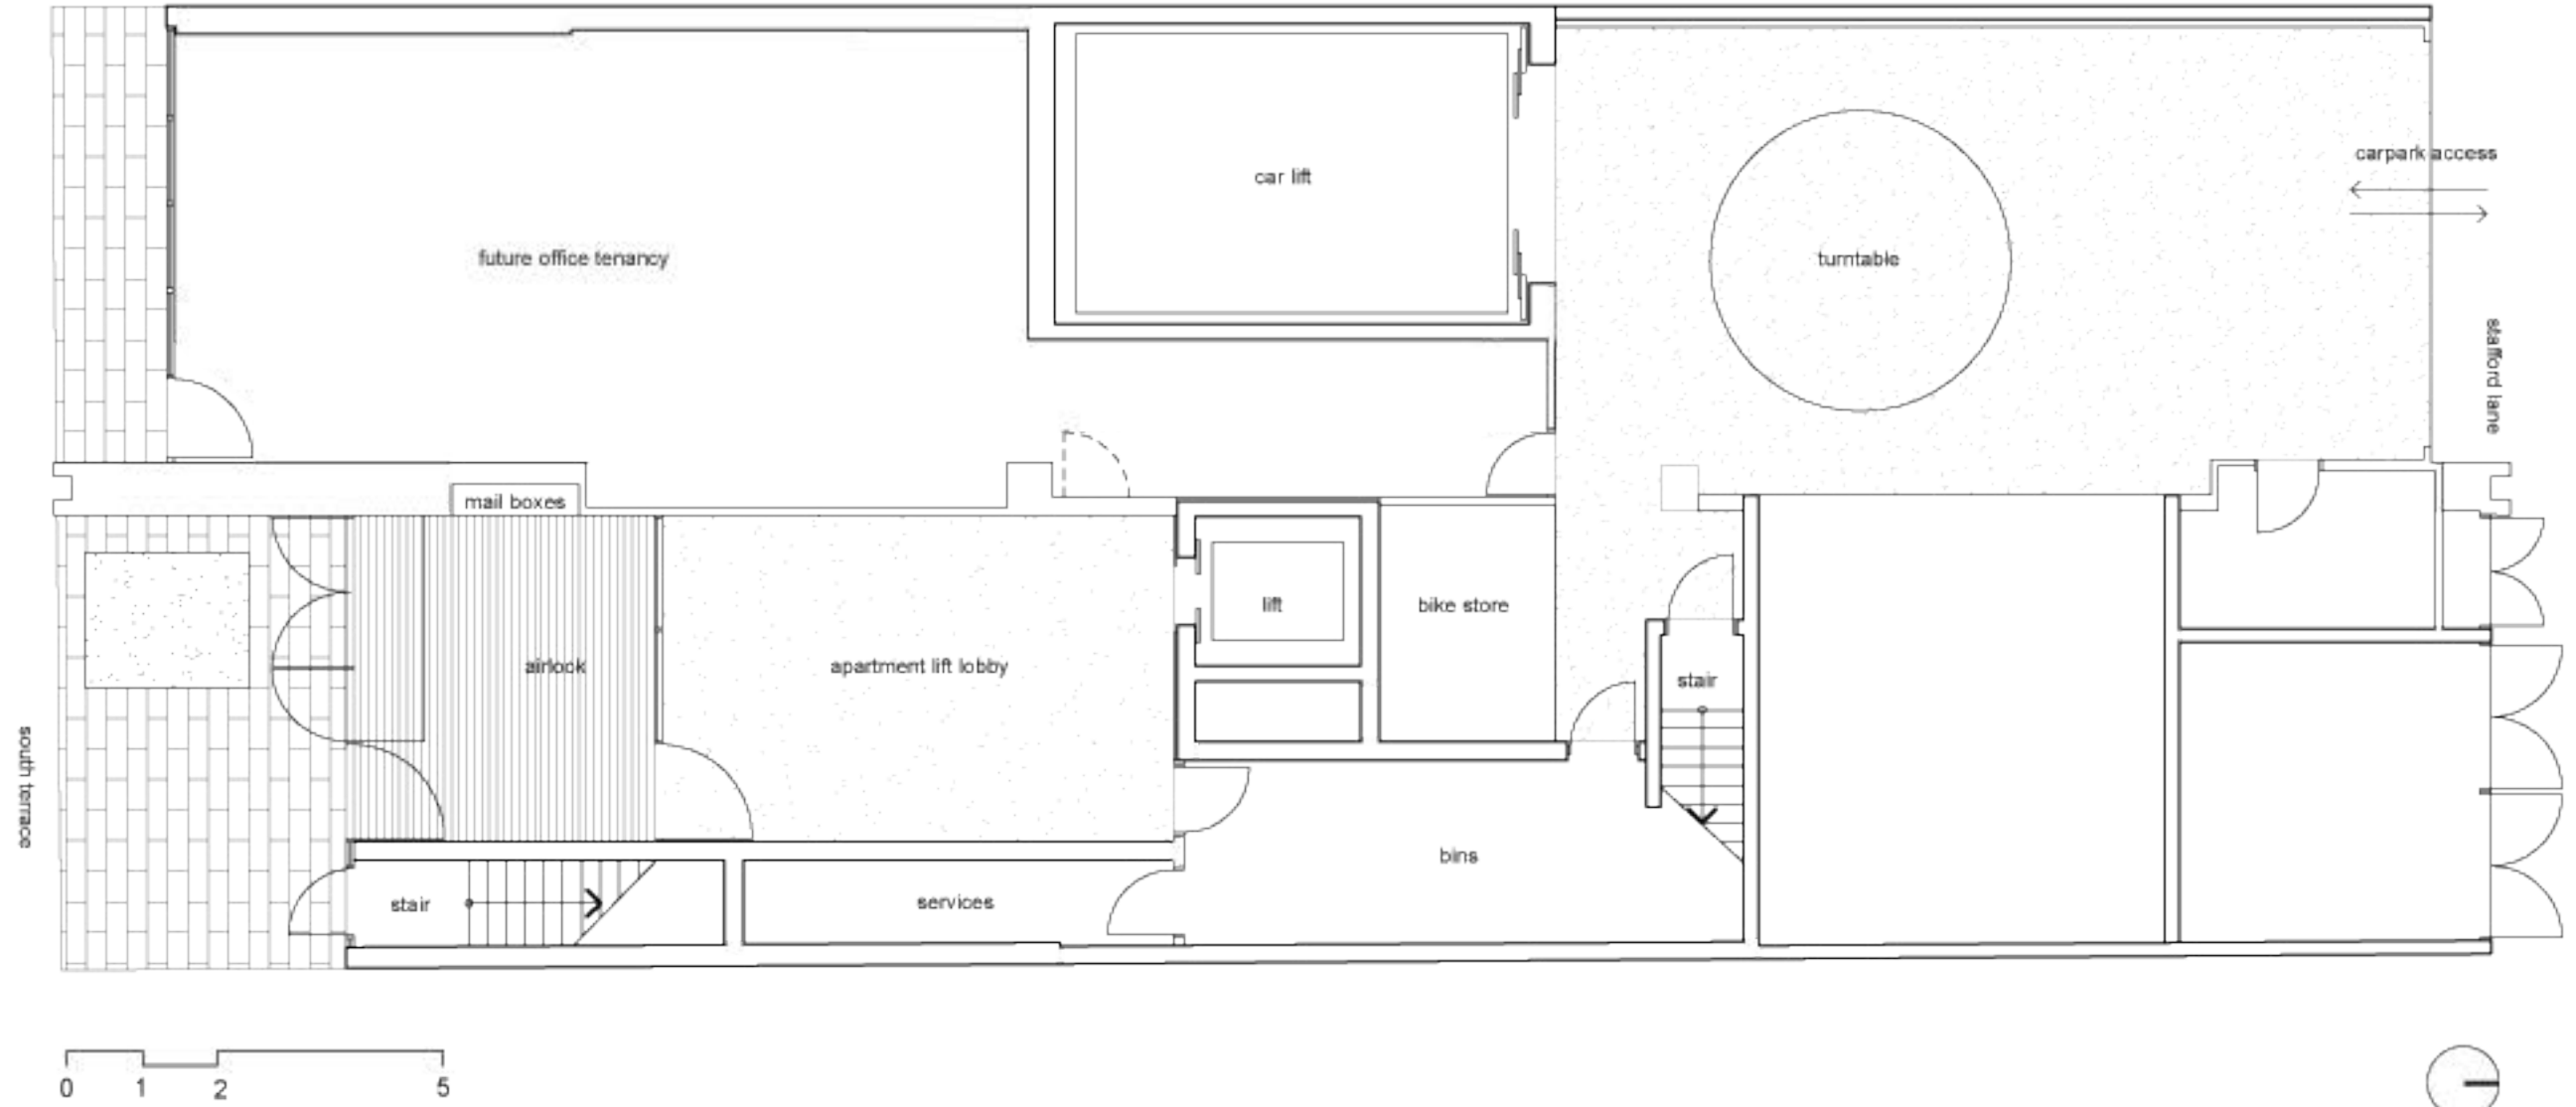 car lift
carpark access
future office tenancy
turntable
stafford lane
mail boxes
lift
bike store
airlock
apartment lift lobby
stair
south terrace
bins
stair
services
0 1 2 5